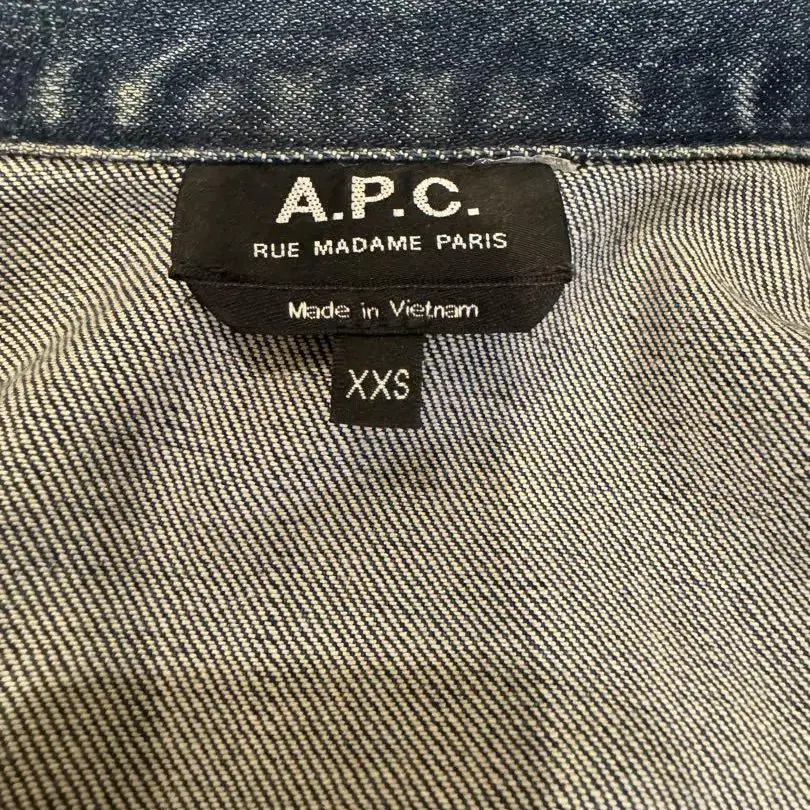 A.P.C.
RUE MADAME PARIS
Made in Vietnam
XXS